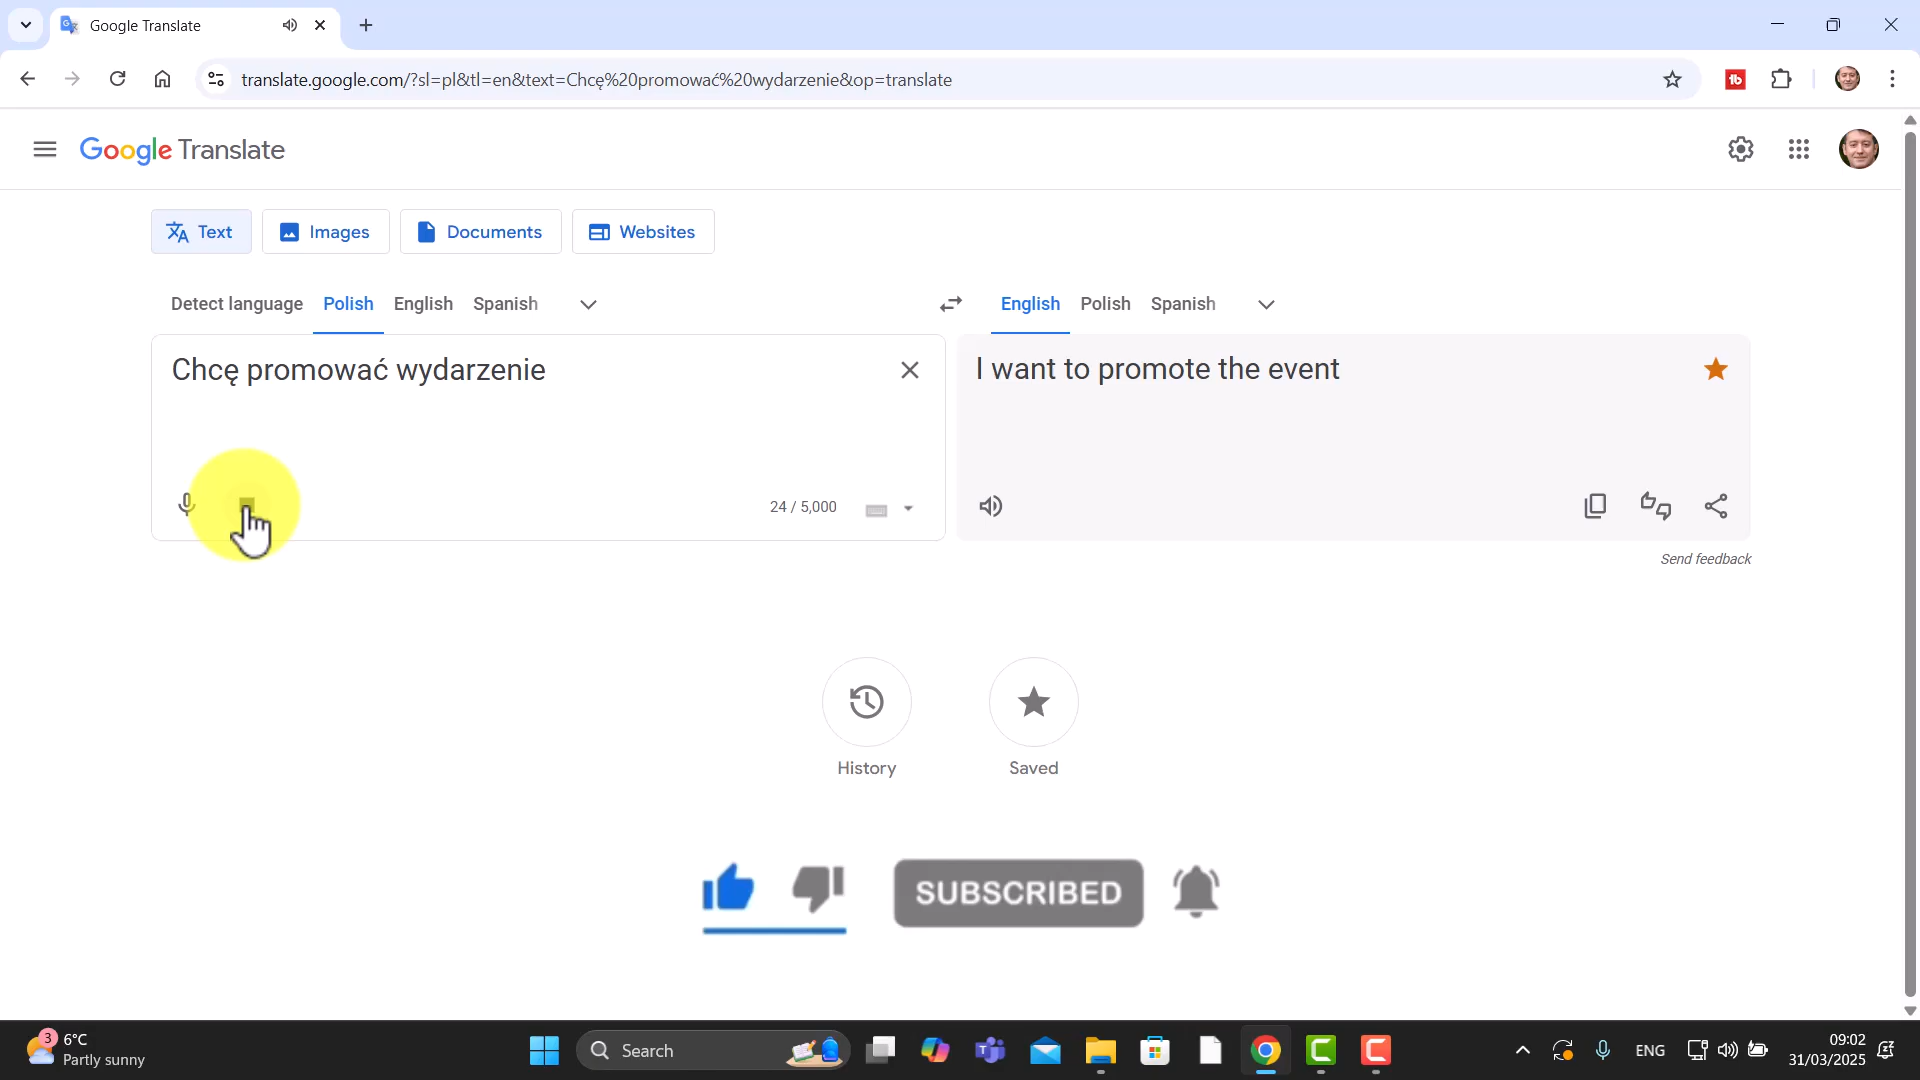 Google Translate
translate.google.com/?sl=pl&tl=en&text=Chcę%20promować%20wydarzenie&op=translate
Google Translate
Text
Images
Documents
Websites
Detect language
Polish
English
Spanish
English
Polish
Spanish
Chcę promować wydarzenie
I want to promote the event
24 / 5,000
Send feedback
History
Saved
SUBSCRIBED
3
6°C
Partly sunny
Search
ENG
09:02
31/03/2025